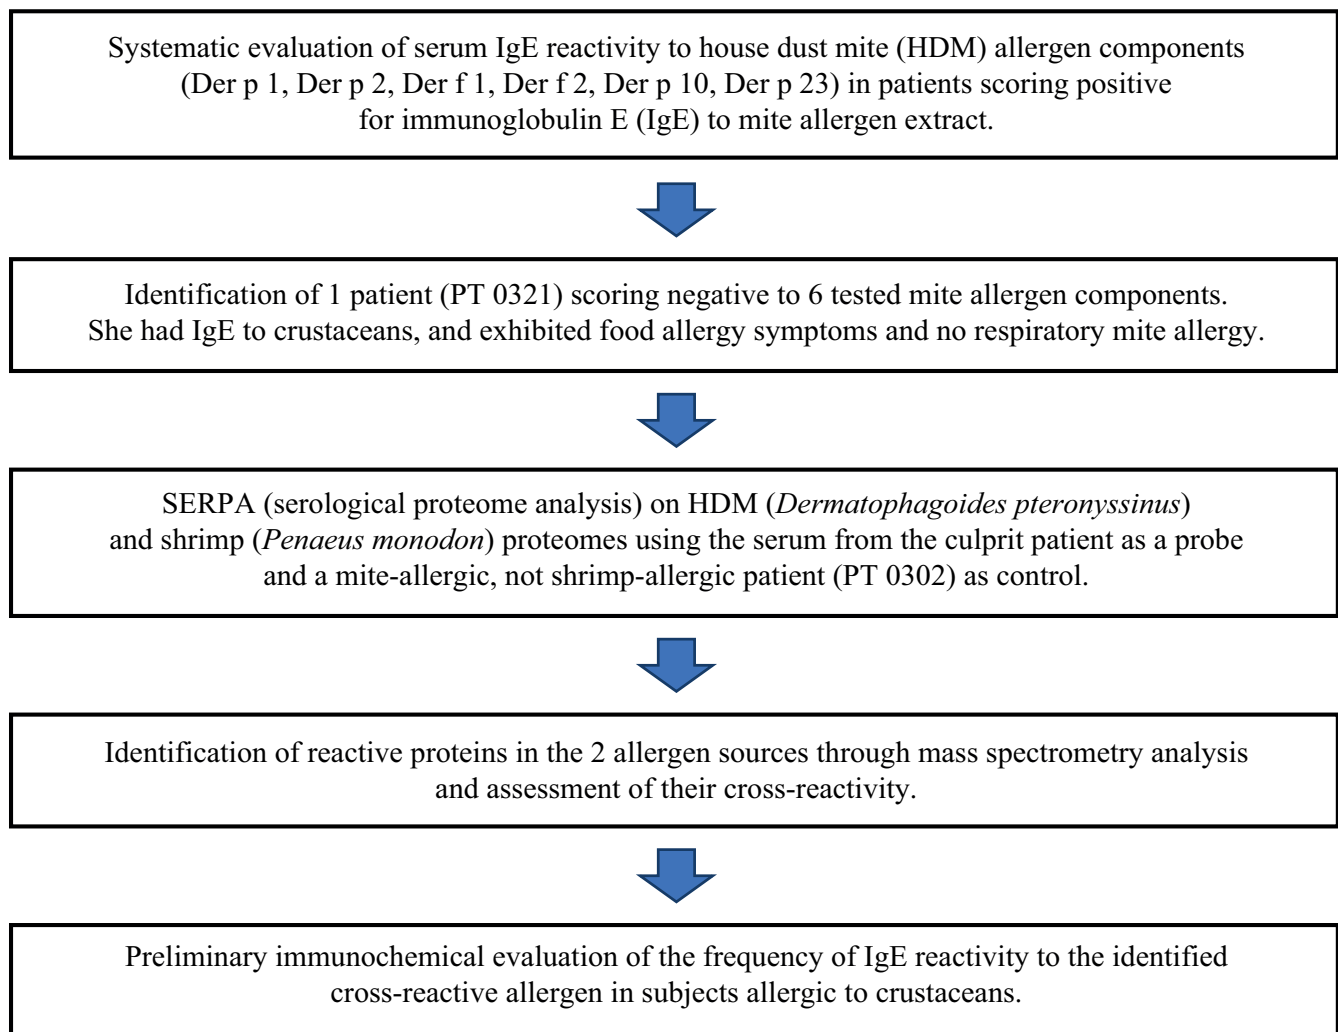 Systematic evaluation of serum IgE reactivity to house dust mite (HDM) allergen components
(Der p 1, Der p 2, Der f 1, Der f 2, Der p 10, Der p 23) in patients scoring positive
for immunoglobulin E (IgE) to mite allergen extract.
Identification of 1 patient (PT 0321) scoring negative to 6 tested mite allergen components.
She had IgE to crustaceans, and exhibited food allergy symptoms and no respiratory mite allergy.
SERPA (serological proteome analysis) on HDM (Dermatophagoides pteronyssinus)
and shrimp (Penaeus monodon) proteomes using the serum from the culprit patient as a probe
and a mite-allergic, not shrimp-allergic patient (PT 0302) as control.
Identification of reactive proteins in the 2 allergen sources through mass spectrometry analysis
and assessment of their cross-reactivity.
Preliminary immunochemical evaluation of the frequency of IgE reactivity to the identified
cross-reactive allergen in subjects allergic to crustaceans.